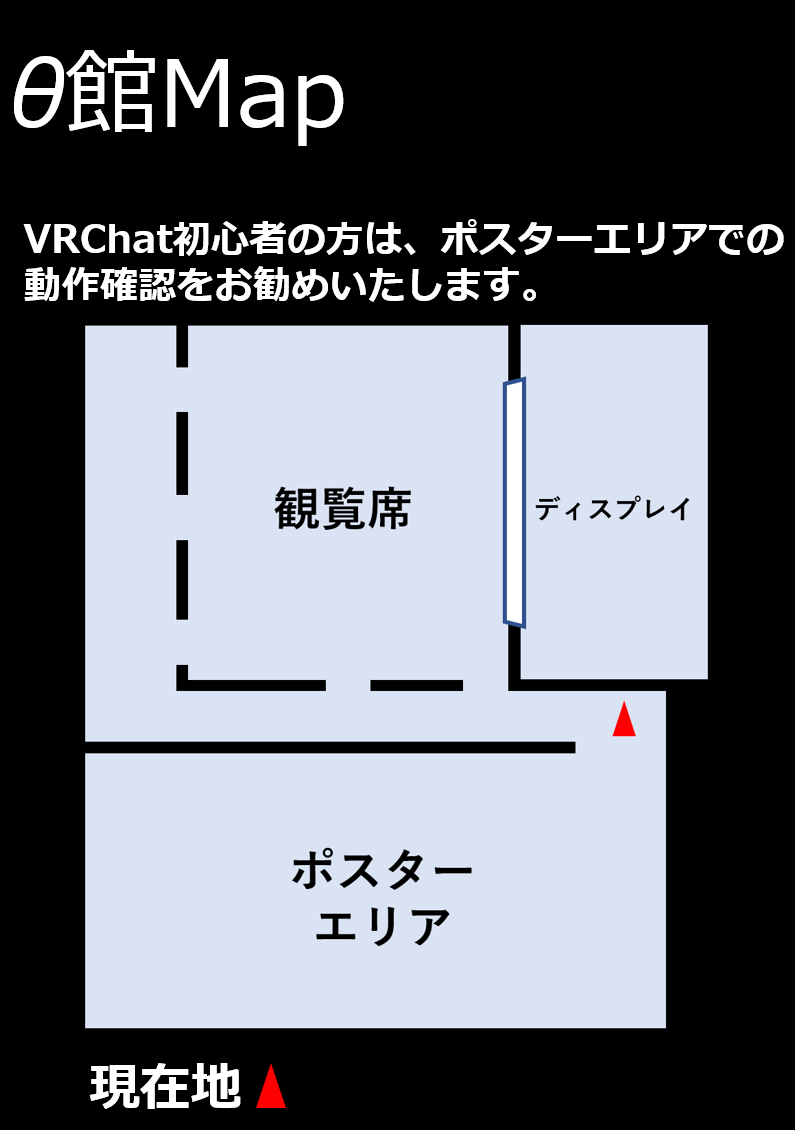 θ館Map
VRChat初心者の方は、ポスターエリアでの
動作確認をお勧めいたします。
観覧席
ディスプレイ
ポスター
エリア
現在地